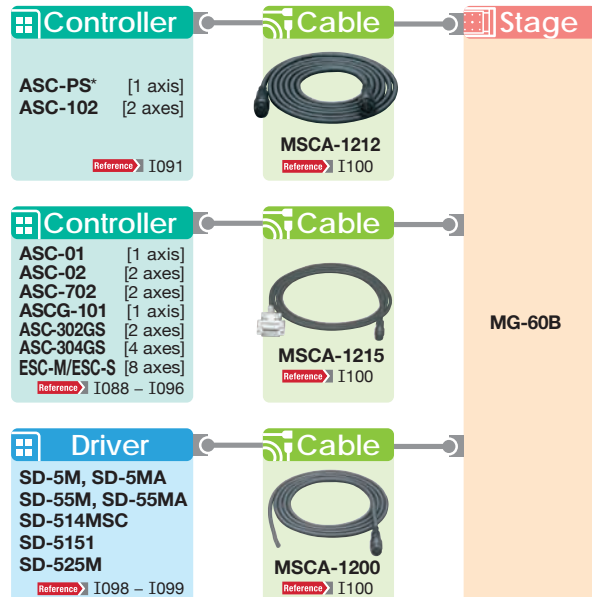 Controller
Cable
Stage
ASC-PS* [1 axis]
ASC-102 [2 axes]
Reference I091
MSCA-1212
Reference I100
Controller
Cable
ASC-01 [1 axis]
ASC-02 [2 axes]
ASC-702 [2 axes]
ASCG-101 [1 axis]
ASC-302GS [2 axes]
ASC-304GS [4 axes]
ESC-M/ESC-S [8 axes]
Reference I088 – I096
MSCA-1215
Reference I100
MG-60B
Driver
Cable
SD-5M, SD-5MA
SD-55M, SD-55MA
SD-514MSC
SD-5151
SD-525M
Reference I098 – I099
MSCA-1200
Reference I100